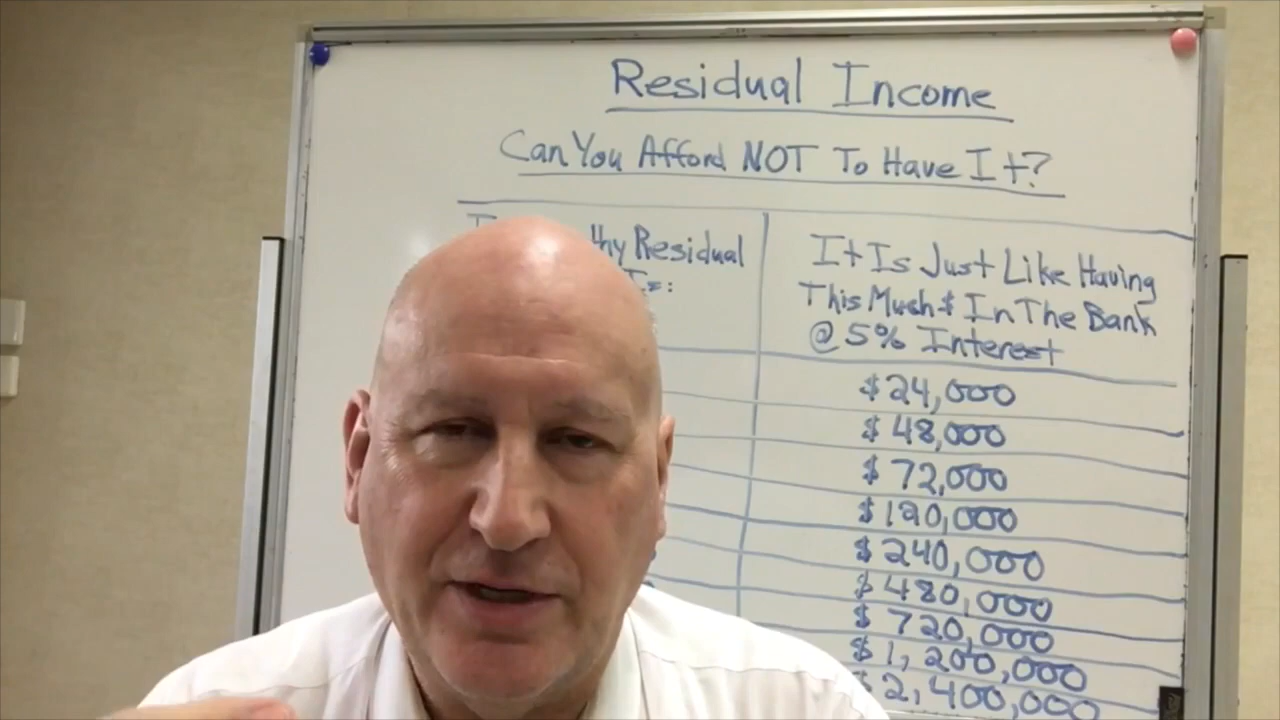 Residual Income
Can You Afford NOT To Have It?
thly Residual
Is:
It Is Just Like Having
This Much $ In The Bank
@ 5% Interest
$24,000
$48,000
$72,000
$120,000
$240,000
$480,000
$720,000
$1,200,000
$2,400,000